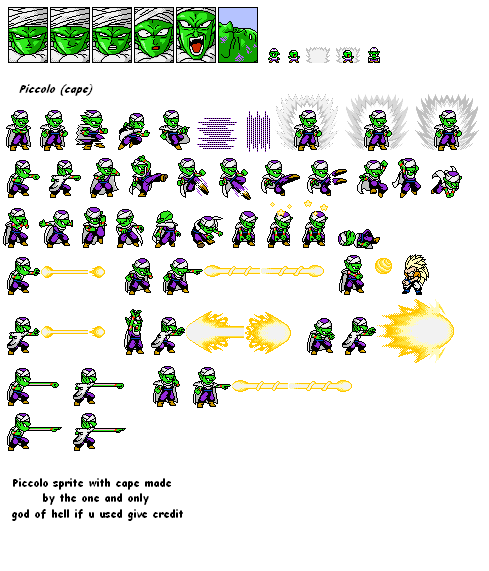 Piccolo (cape)
Piccolo sprite with cape made
by the one and only
god of hell if u used give credit